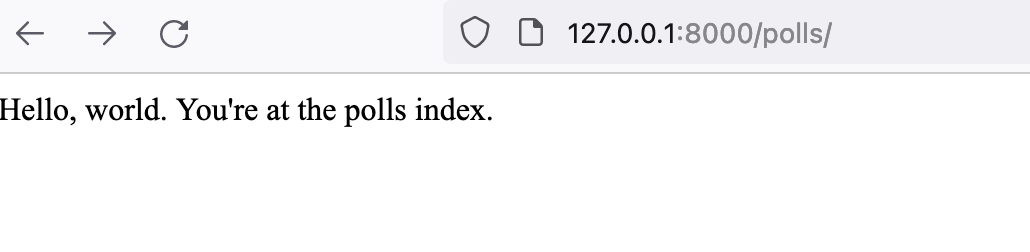 127.0.0.1:8000/polls/
Hello, world. You're at the polls index.